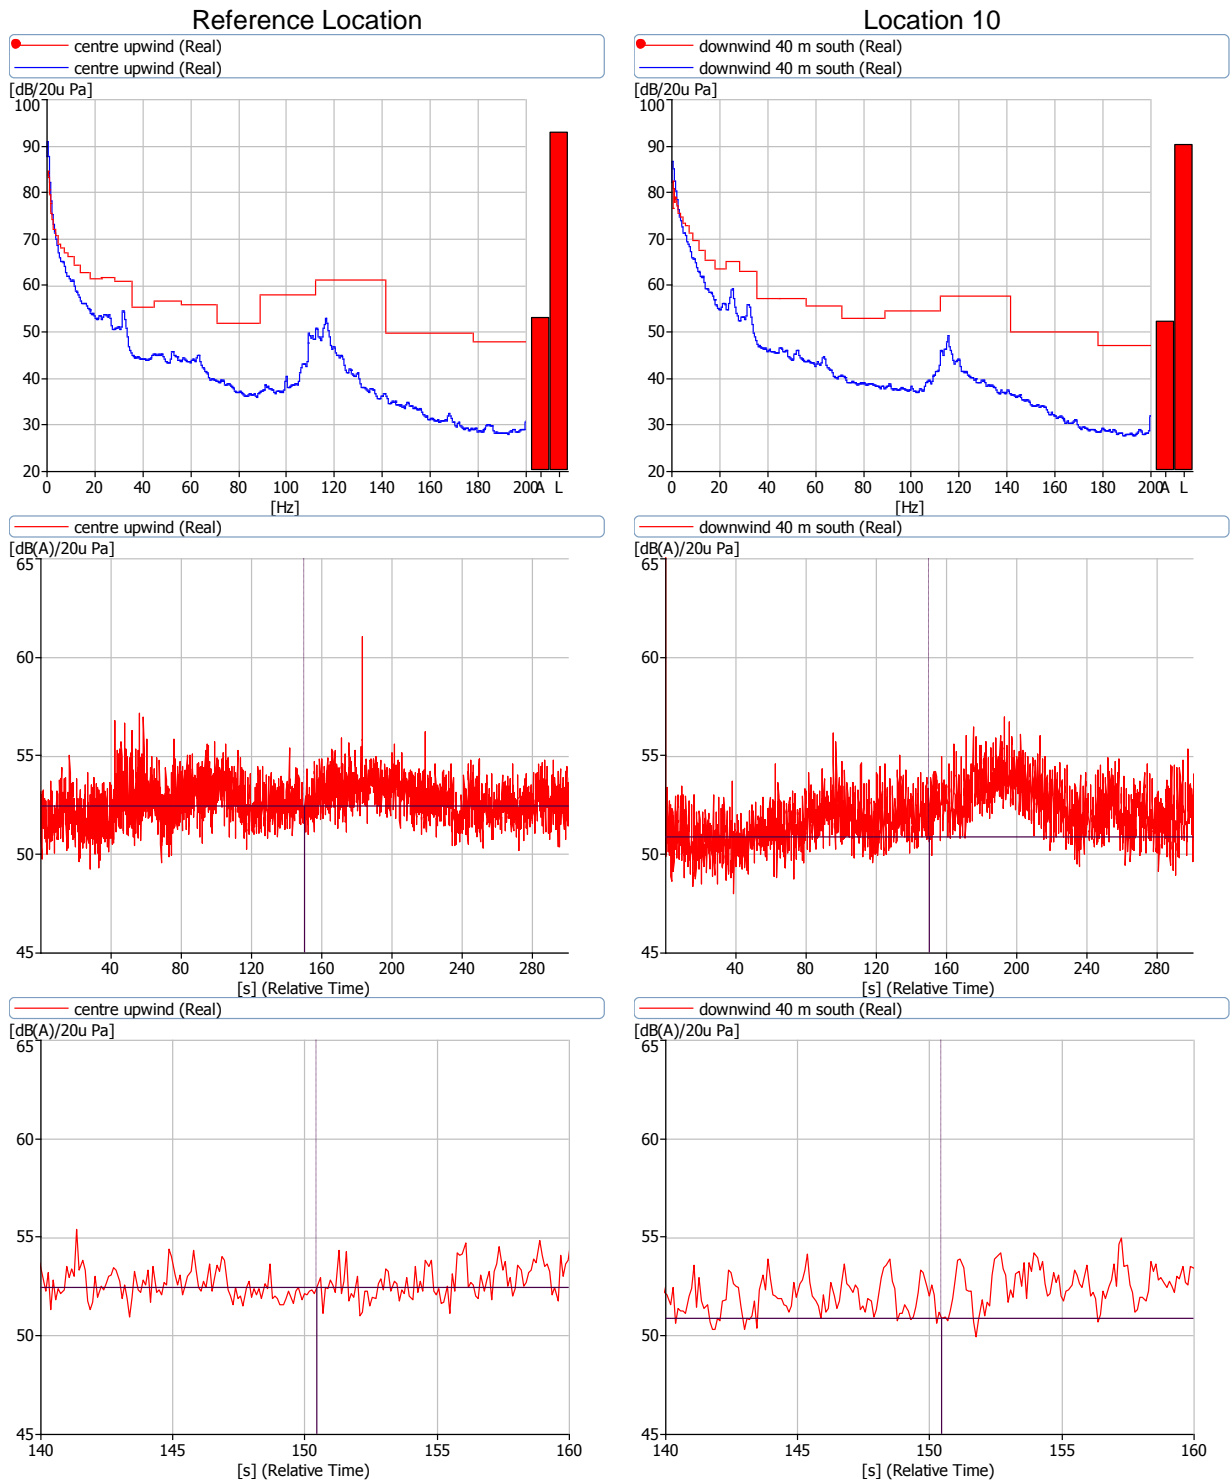 Reference Location
centre upwind (Real)
centre upwind (Real)
[dB/20u Pa]
100
90
80
70
60
50
40
30
20
0 20 40 60 80 100 120 140 160 180 200 A L
[Hz]
Location 10
downwind 40 m south (Real)
downwind 40 m south (Real)
[dB/20u Pa]
100
90
80
70
60
50
40
30
20
0 20 40 60 80 100 120 140 160 180 200 A L
[Hz]
centre upwind (Real)
[dB(A)/20u Pa]
65
60
55
50
45
40 80 120 160 200 240 280
[s] (Relative Time)
downwind 40 m south (Real)
[dB(A)/20u Pa]
65
60
55
50
45
40 80 120 160 200 240 280
[s] (Relative Time)
centre upwind (Real)
[dB(A)/20u Pa]
65
60
55
50
45
140 145 150 155 160
[s] (Relative Time)
downwind 40 m south (Real)
[dB(A)/20u Pa]
65
60
55
50
45
140 145 150 155 160
[s] (Relative Time)